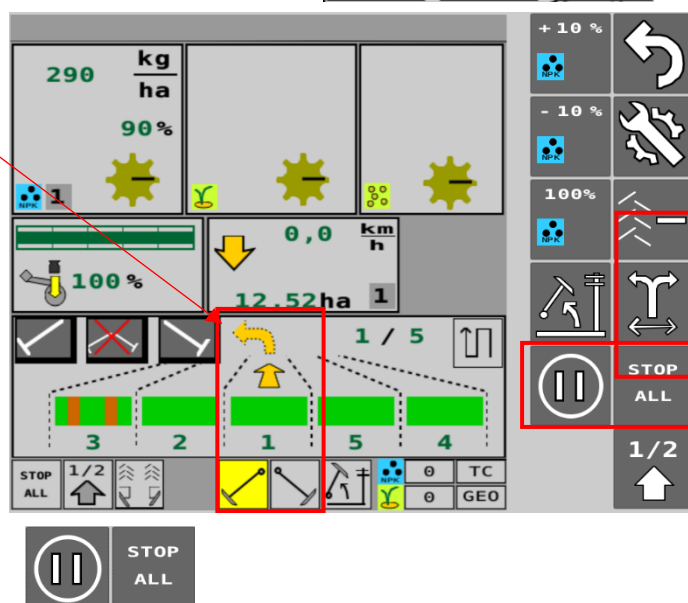 +10 %
NPK
kg
290
ha
90%
NPK 1
- 10 %
NPK
100%
NPK
0,0 km
h
100%
12.52ha 1
1 / 5
3 2 1 5 4
STOP
ALL
1/2
STOP
ALL
1/2
NPK 0 TC
0 GEO
STOP
ALL